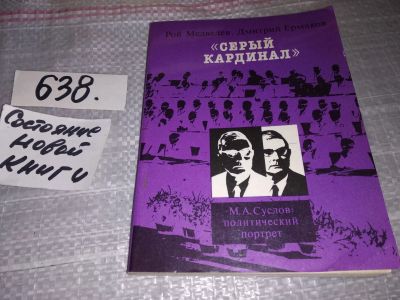 638.
Состояние
новой
книги
Рой Медведев, Дмитрий Ермаков
«СЕРЫЙ
КАРДИНАЛ»
М. А. Суслов:
политический
портрет